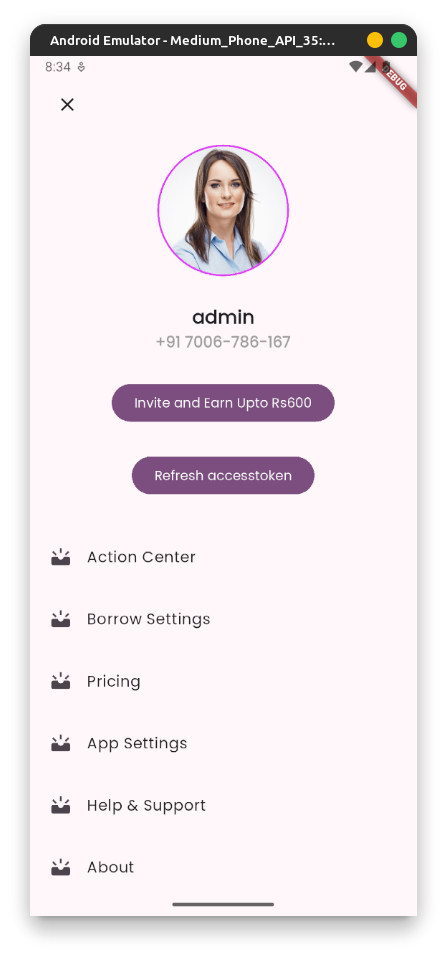 Android Emulator - Medium_Phone_API_35:...
8:34
EBUG
admin
+91 7006-786-167
Invite and Earn Upto Rs600
Refresh accesstoken
Action Center
Borrow Settings
Pricing
App Settings
Help & Support
About